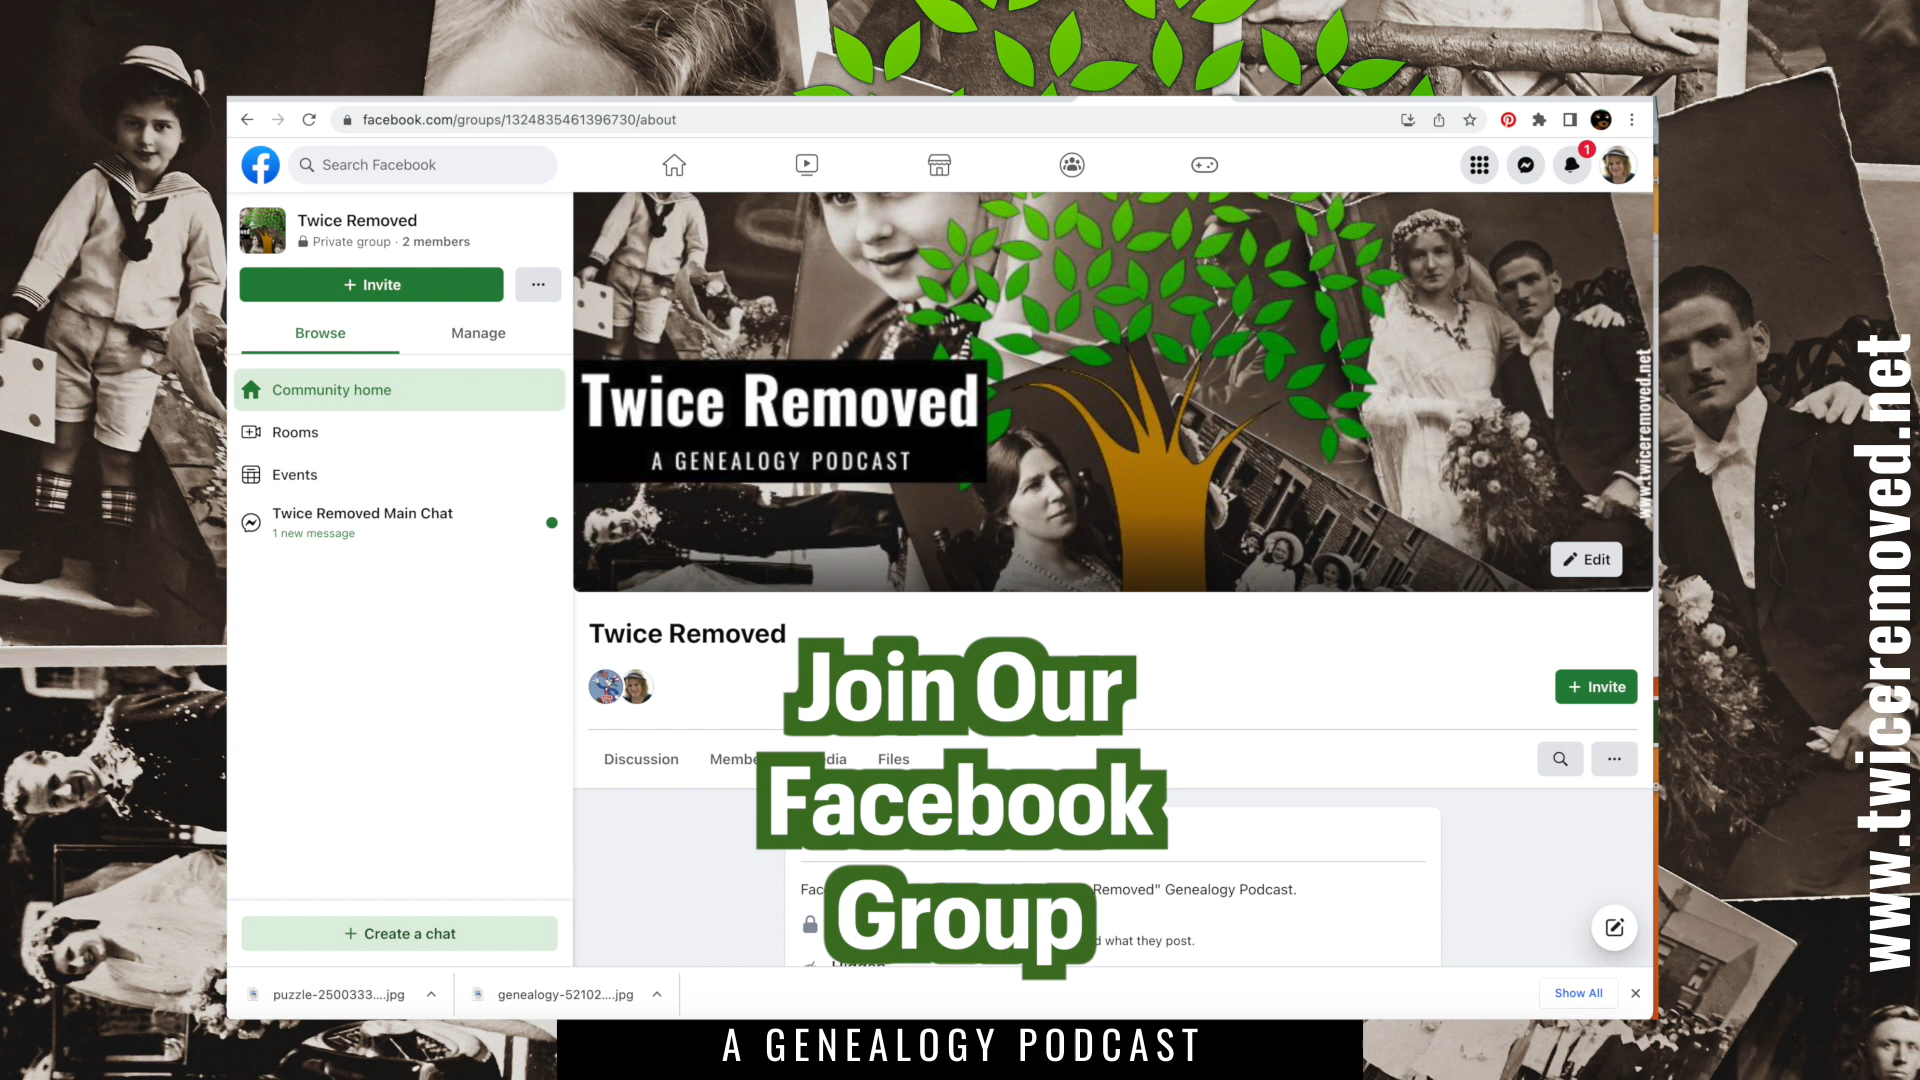 facebook.com/groups/1324835461396730/about
Search Facebook
1
Twice Removed
Private group · 2 members
+ Invite
Browse
Manage
Community home
Rooms
Events
Twice Removed Main Chat
1 new message
+ Create a chat
Twice Removed
A GENEALOGY PODCAST
www.twiceremoved.net
Edit
Twice Removed
+ Invite
Discussion
Files
Join Our
Facebook
Group
Removed" Genealogy Podcast.
what they post.
puzzle-2500333....jpg
genealogy-52102....jpg
Show All
A GENEALOGY PODCAST
www.twiceremoved.net